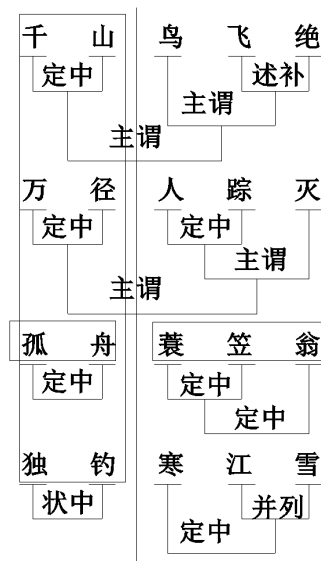 千 山 鸟 飞 绝
定中 述补
主谓
主谓
万 径 人 踪 灭
定中 定中
主谓
主谓
孤 舟 蓑 笠 翁
定中 定中
定中
独 钓 寒 江 雪
状中 并列
定中